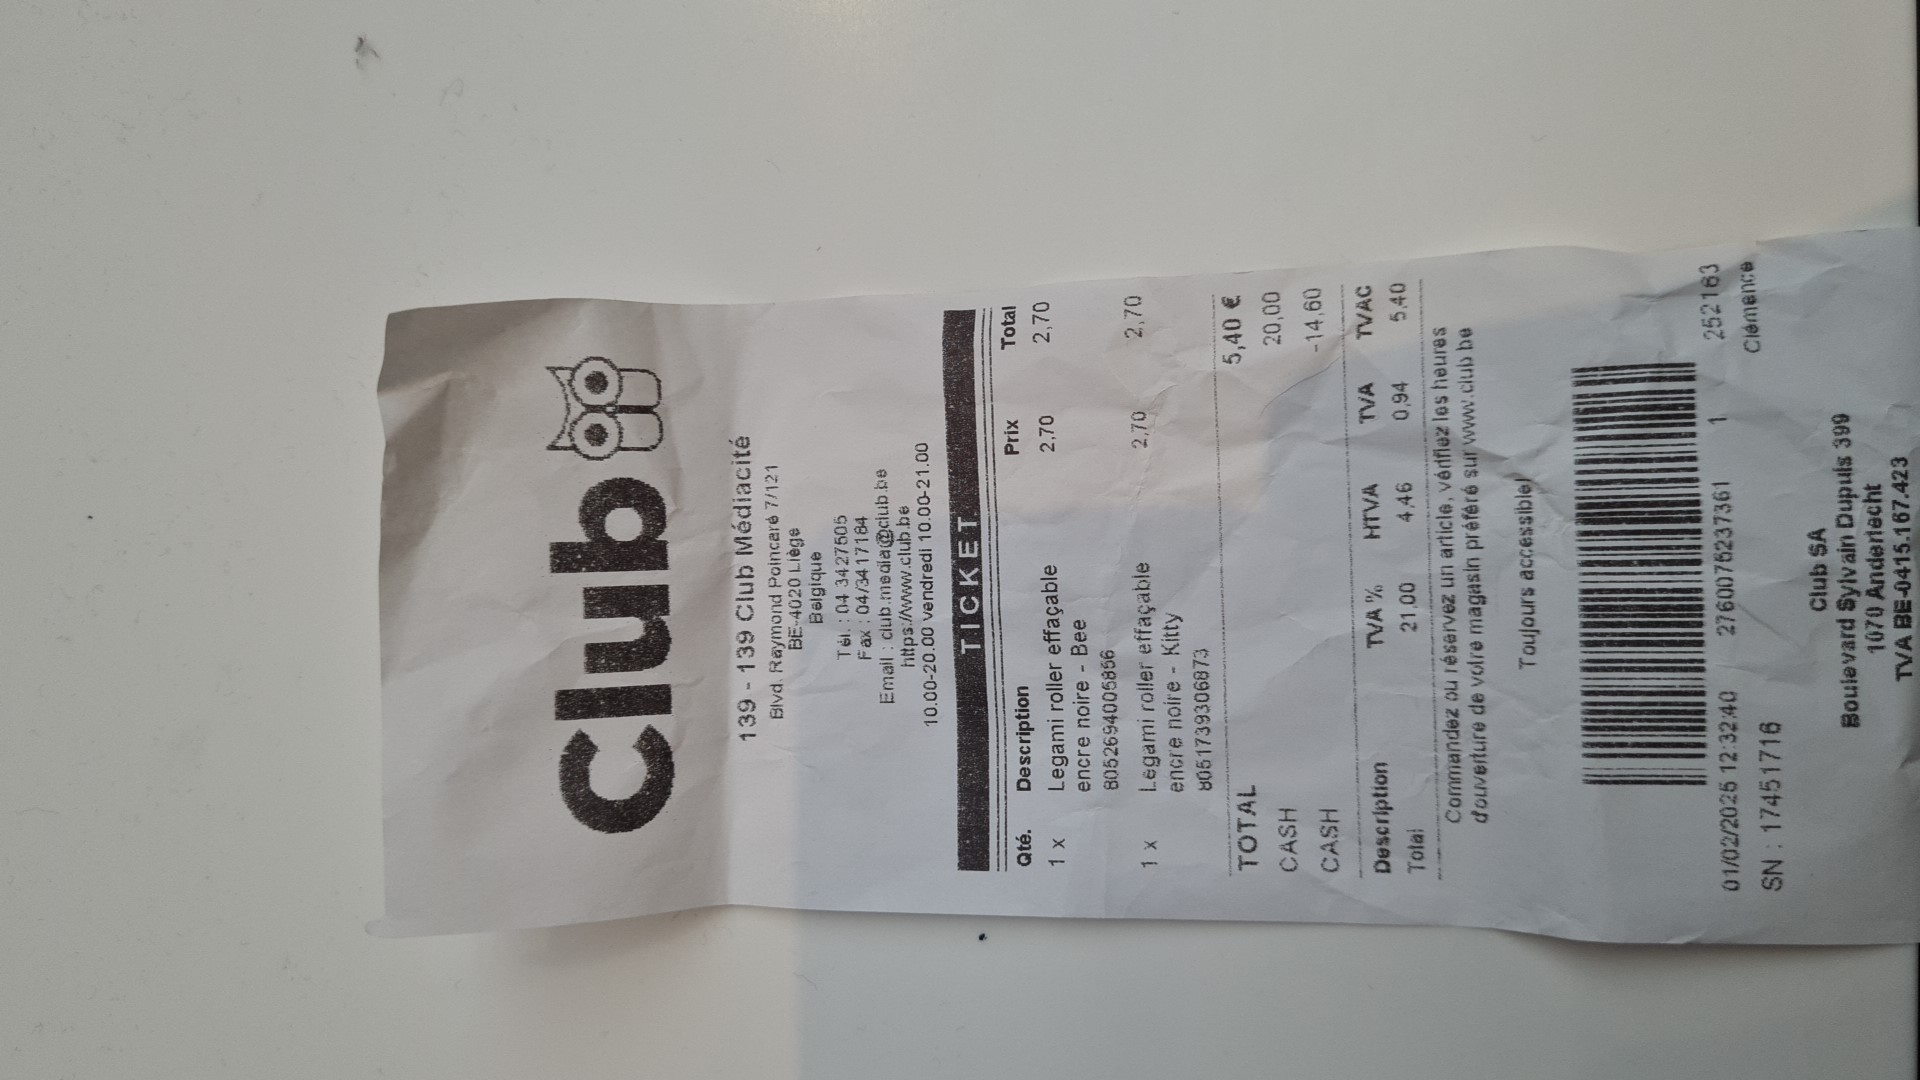 Club
139 - 139 Club Médiacité
Blvd. Raymond Poincaré 7/121
BE-4020 Liège
Belgique
Tél. : 04 3427505
Fax : 04/3417184
Email : club.media@club.be
https://www.club.be
10.00-20.00 vendredi 10.00-21.00
TICKET
Qté. Description Prix Total
1 x Legami roller effaçable 2,70 2,70
encre noire - Bee
8052694005856
1 x Legami roller effaçable 2,70 2,70
encre noire - Kitty
8051739306873
TOTAL 5,40 €
CASH 20,00
CASH -14,60
Description TVA % HTVA TVA TVAC
Total 21,00 4,46 0,94 5,40
Commandez ou réservez un article, vérifiez les heures
d'ouverture de votre magasin préféré sur www.club.be
Toujours accessible!
01/02/2025 12:32:40 27600075237361 1 252163
SN : 17451716 Clémence
Club SA
Boulevard Sylvain Dupuis 399
1070 Anderlecht
TVA BE-0415.167.423